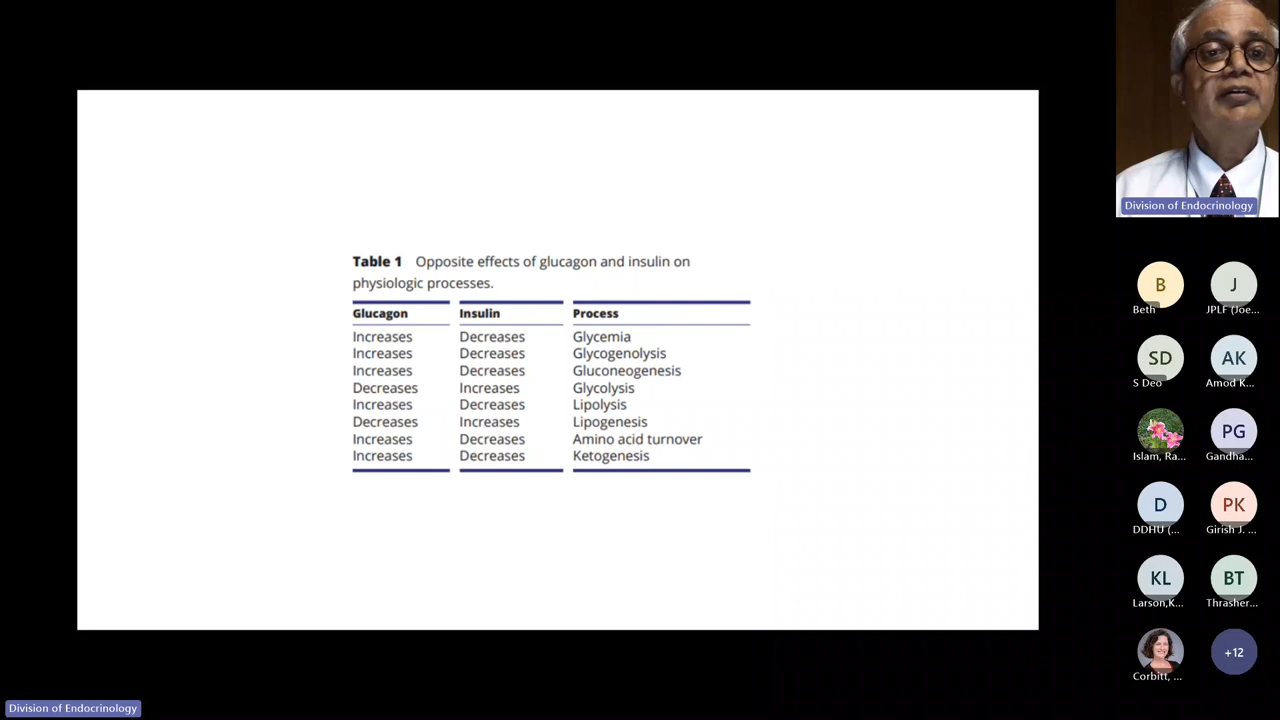 Table 1 Opposite effects of glucagon and insulin on
physiologic processes.
Glucagon Insulin Process
Increases Decreases Glycemia
Increases Decreases Glycogenolysis
Increases Decreases Gluconeogenesis
Decreases Increases Glycolysis
Increases Decreases Lipolysis
Decreases Increases Lipogenesis
Increases Decreases Amino acid turnover
Increases Decreases Ketogenesis
Division of Endocrinology
B J
Beth JPLF (Joe...
SD AK
S Deo Amod K...
PG
Islam, Ra... Gandha...
D PK
DDHU (... Girish J. ...
KL BT
Larson,K... Thrasher...
+12
Corbitt, ...
Division of Endocrinology